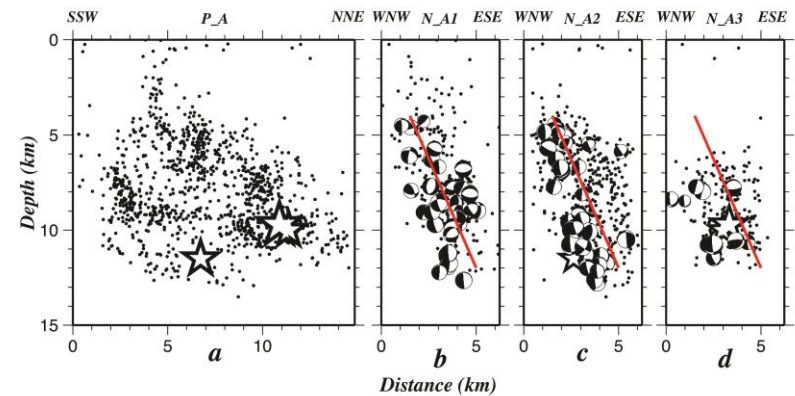 SSW P_A NNE WNW N_A1 ESE WNW N_A2 ESE WNW N_A3 ESE
0
5
10
15
Depth (km)
0 5 10 0 5 0 5 0 5
a b c d
Distance (km)